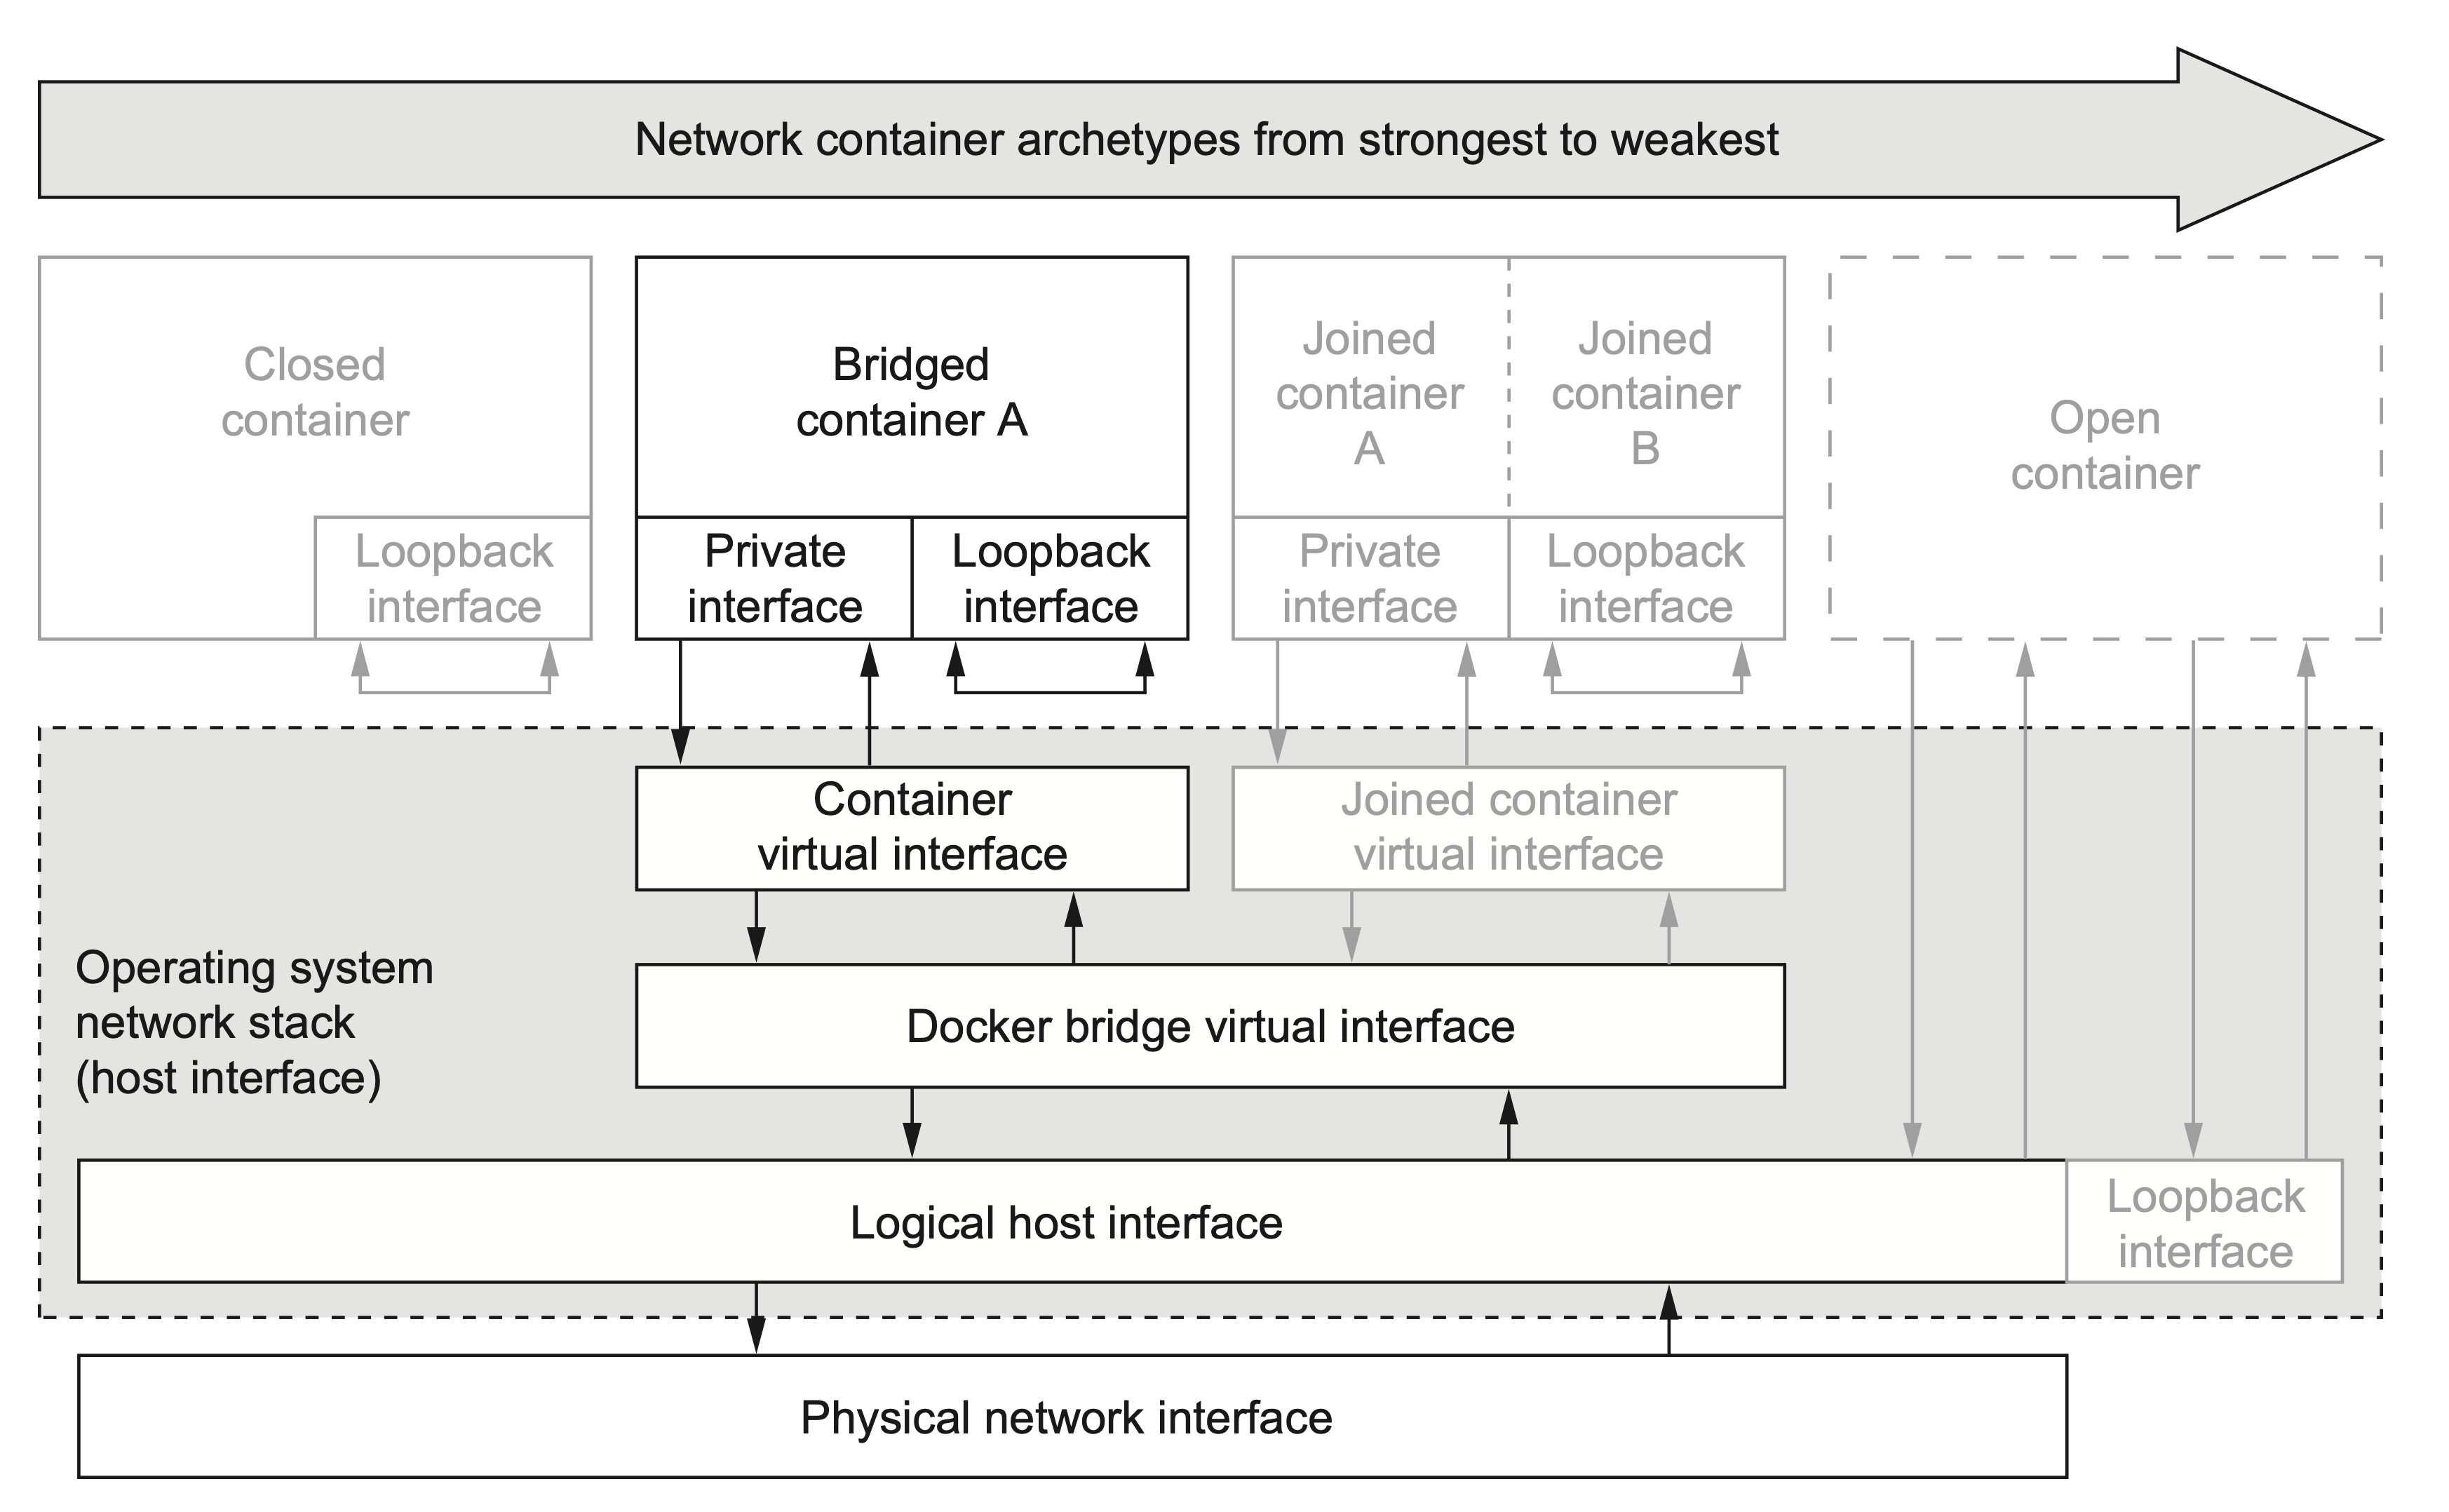 Network container archetypes from strongest to weakest
Closed
container
Loopback
interface
Bridged
container A
Private
interface
Loopback
interface
Joined
container
A
Joined
container
B
Private
interface
Loopback
interface
Open
container
Container
virtual interface
Joined container
virtual interface
Operating system
network stack
(host interface)
Docker bridge virtual interface
Logical host interface
Loopback
interface
Physical network interface